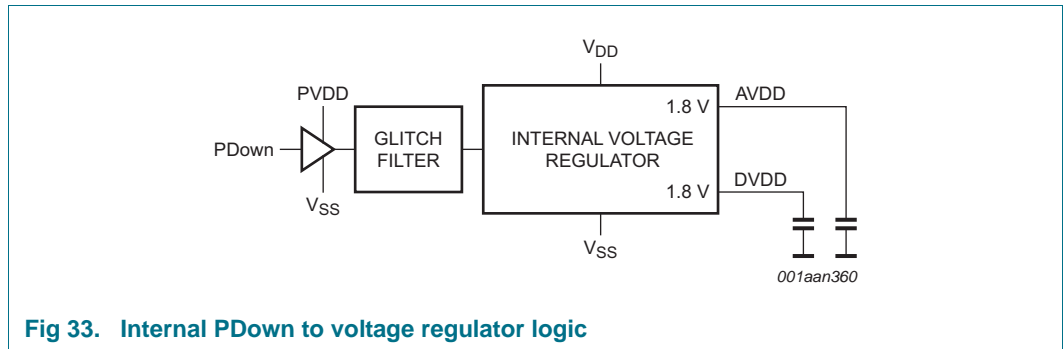 VDD
PVDD
1.8 V
AVDD
PDown
GLITCH
FILTER
INTERNAL VOLTAGE
REGULATOR
1.8 V
DVDD
VSS
VSS
001aan360
Fig 33. Internal PDown to voltage regulator logic